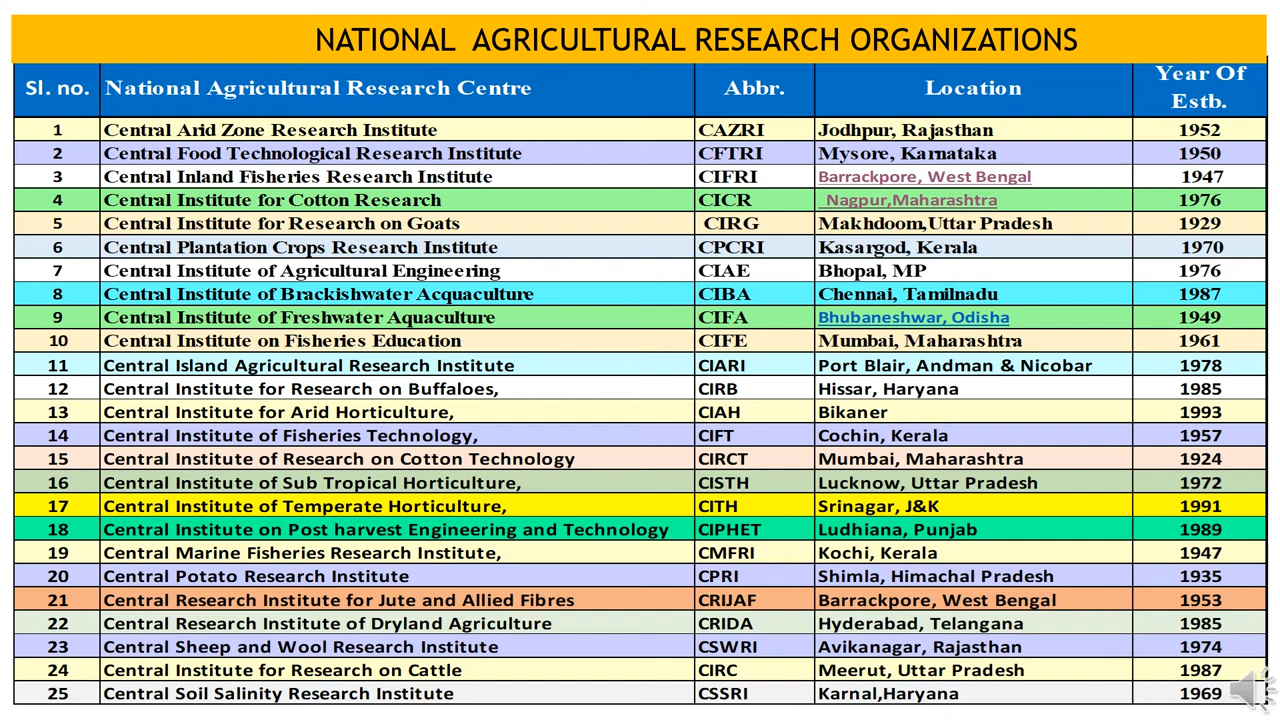 NATIONAL AGRICULTURAL RESEARCH ORGANIZATIONS
Sl. no. National Agricultural Research Centre Abbr. Location Year Of Estb.
1 Central Arid Zone Research Institute CAZRI Jodhpur, Rajasthan 1952
2 Central Food Technological Research Institute CFTRI Mysore, Karnataka 1950
3 Central Inland Fisheries Research Institute CIFRI Barrackpore, West Bengal 1947
4 Central Institute for Cotton Research CICR Nagpur,Maharashtra 1976
5 Central Institute for Research on Goats CIRG Makhdoom,Uttar Pradesh 1929
6 Central Plantation Crops Research Institute CPCRI Kasargod, Kerala 1970
7 Central Institute of Agricultural Engineering CIAE Bhopal, MP 1976
8 Central Institute of Brackishwater Acquaculture CIBA Chennai, Tamilnadu 1987
9 Central Institute of Freshwater Aquaculture CIFA Bhubaneshwar, Odisha 1949
10 Central Institute on Fisheries Education CIFE Mumbai, Maharashtra 1961
11 Central Island Agricultural Research Institute CIARI Port Blair, Andman & Nicobar 1978
12 Central Institute for Research on Buffaloes, CIRB Hissar, Haryana 1985
13 Central Institute for Arid Horticulture, CIAH Bikaner 1993
14 Central Institute of Fisheries Technology, CIFT Cochin, Kerala 1957
15 Central Institute of Research on Cotton Technology CIRCT Mumbai, Maharashtra 1924
16 Central Institute of Sub Tropical Horticulture, CISTH Lucknow, Uttar Pradesh 1972
17 Central Institute of Temperate Horticulture, CITH Srinagar, J&K 1991
18 Central Institute on Post harvest Engineering and Technology CIPHET Ludhiana, Punjab 1989
19 Central Marine Fisheries Research Institute, CMFRI Kochi, Kerala 1947
20 Central Potato Research Institute CPRI Shimla, Himachal Pradesh 1935
21 Central Research Institute for Jute and Allied Fibres CRIJAF Barrackpore, West Bengal 1953
22 Central Research Institute of Dryland Agriculture CRIDA Hyderabad, Telangana 1985
23 Central Sheep and Wool Research Institute CSWRI Avikanagar, Rajasthan 1974
24 Central Institute for Research on Cattle CIRC Meerut, Uttar Pradesh 1987
25 Central Soil Salinity Research Institute CSSRI Karnal,Haryana 1969